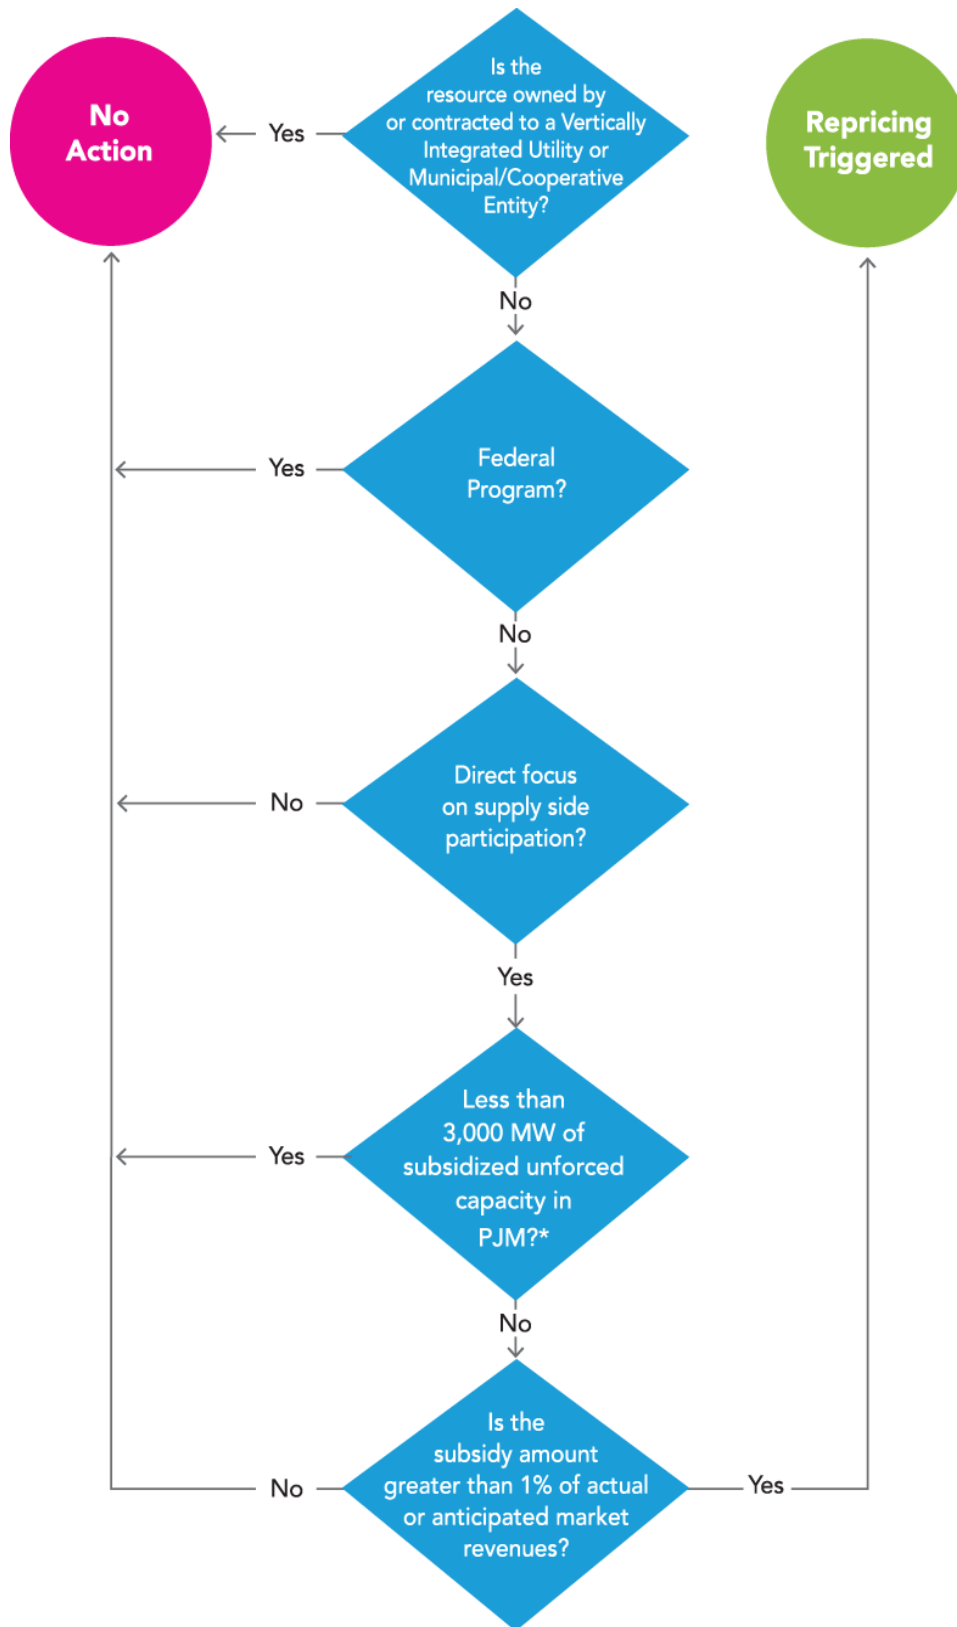 No
Action
Yes
Is the
resource owned by
or contracted to a Vertically
Integrated Utility or
Municipal/Cooperative
Entity?
Repricing
Triggered
No
Yes
Federal
Program?
No
No
Direct focus
on supply side
participation?
Yes
Yes
Less than
3,000 MW of
subsidized unforced
capacity in
PJM?*
No
No
Is the
subsidy amount
greater than 1% of actual
or anticipated market
revenues?
Yes